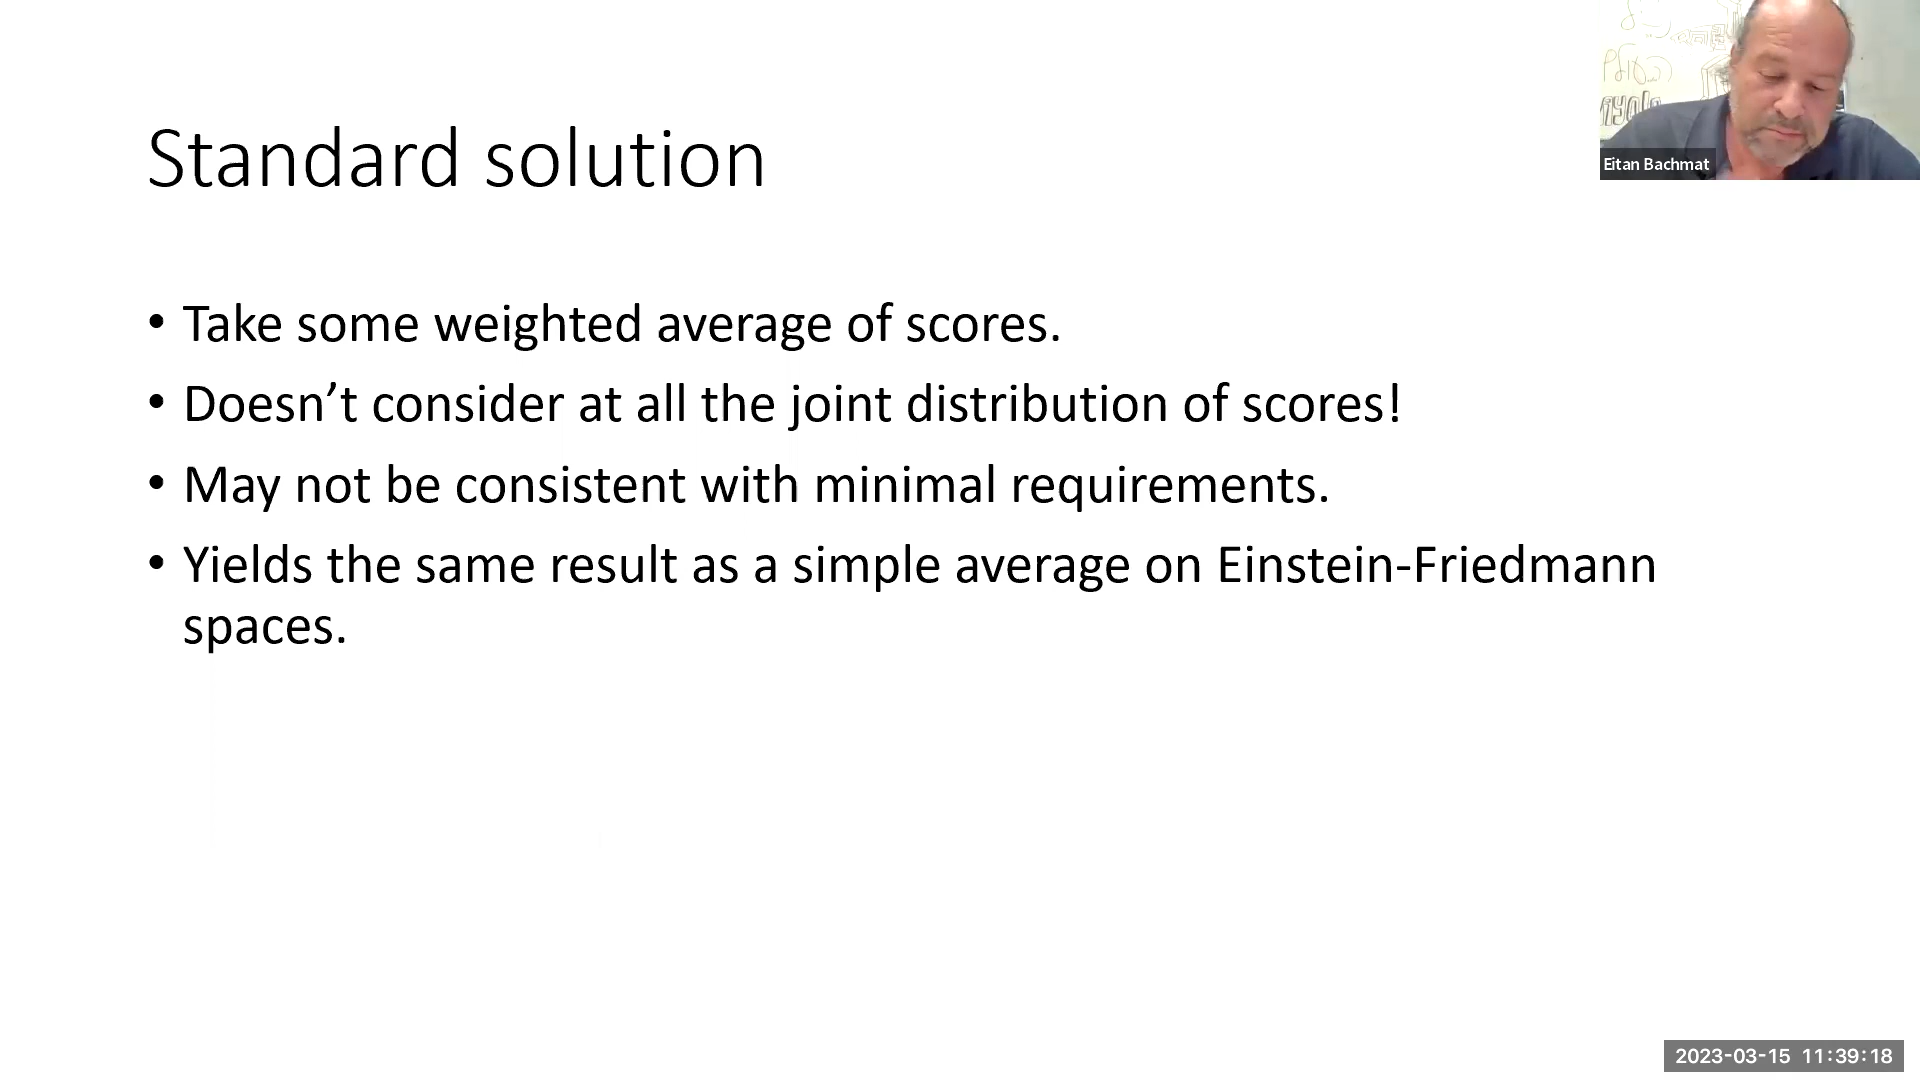 Standard solution
• Take some weighted average of scores.
• Doesn’t consider at all the joint distribution of scores!
• May not be consistent with minimal requirements.
• Yields the same result as a simple average on Einstein-Friedmann
spaces.
Eitan Bachmat
2023-03-15 11:39:18